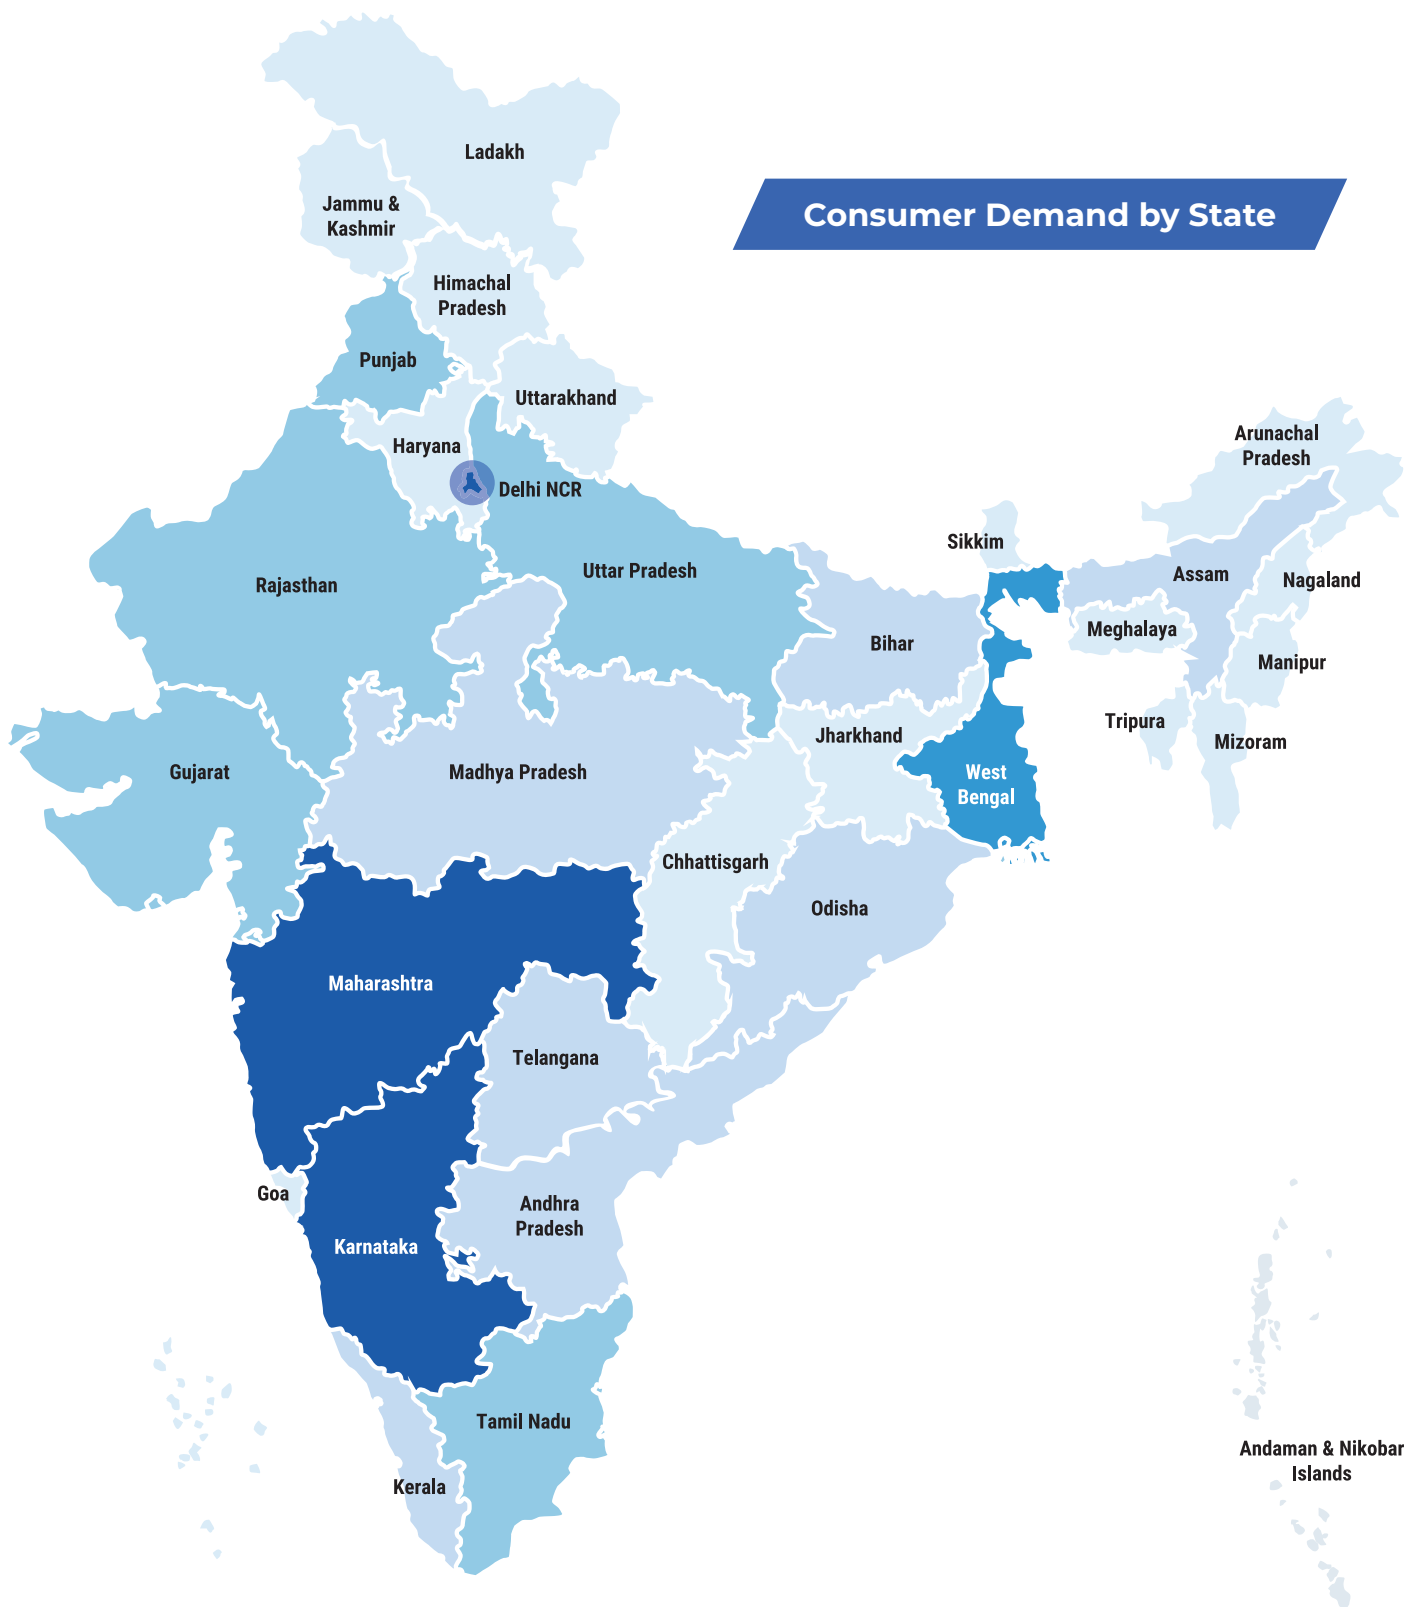 Ladakh
Consumer Demand by State
Jammu &
Kashmir
Himachal
Pradesh
Punjab
Uttarakhand
Haryana
Arunachal
Pradesh
Delhi NCR
Sikkim
Uttar Pradesh
Assam
Nagaland
Rajasthan
Meghalaya
Bihar
Manipur
Tripura
Jharkhand
Mizoram
Gujarat
Madhya Pradesh
West
Bengal
Chhattisgarh
Odisha
Maharashtra
Telangana
Goa
Andhra
Pradesh
Karnataka
Tamil Nadu
Andaman & Nikobar
Islands
Kerala